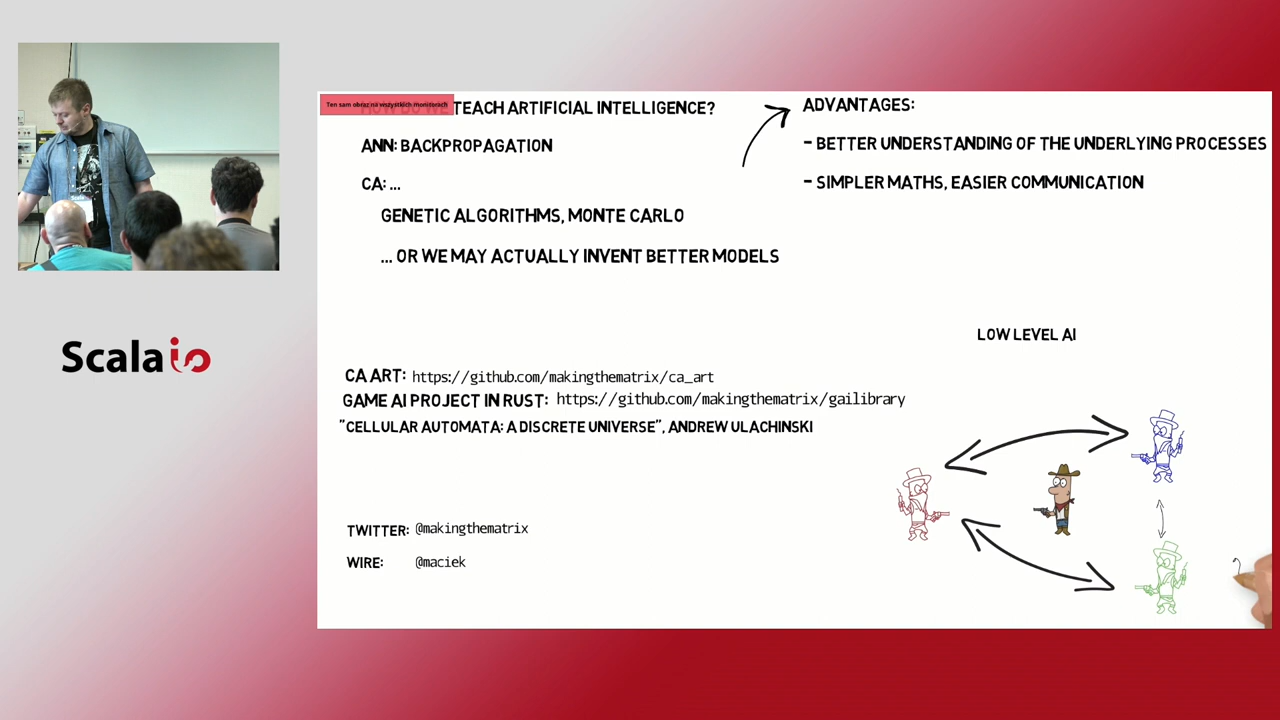 Scala
Scalaio
Ten sam obraz na wszystkich monitorach
TEACH ARTIFICIAL INTELLIGENCE?
ANN: BACKPROPAGATION
CA: ...
GENETIC ALGORITHMS, MONTE CARLO
... OR WE MAY ACTUALLY INVENT BETTER MODELS
ADVANTAGES:
- BETTER UNDERSTANDING OF THE UNDERLYING PROCESSES
- SIMPLER MATHS, EASIER COMMUNICATION
LOW LEVEL AI
CA ART: https://github.com/makingthematrix/ca_art
GAME AI PROJECT IN RUST: https://github.com/makingthematrix/gailibrary
"CELLULAR AUTOMATA: A DISCRETE UNIVERSE", ANDREW ULACHINSKI
TWITTER: @makingthematrix
WIRE: @maciek